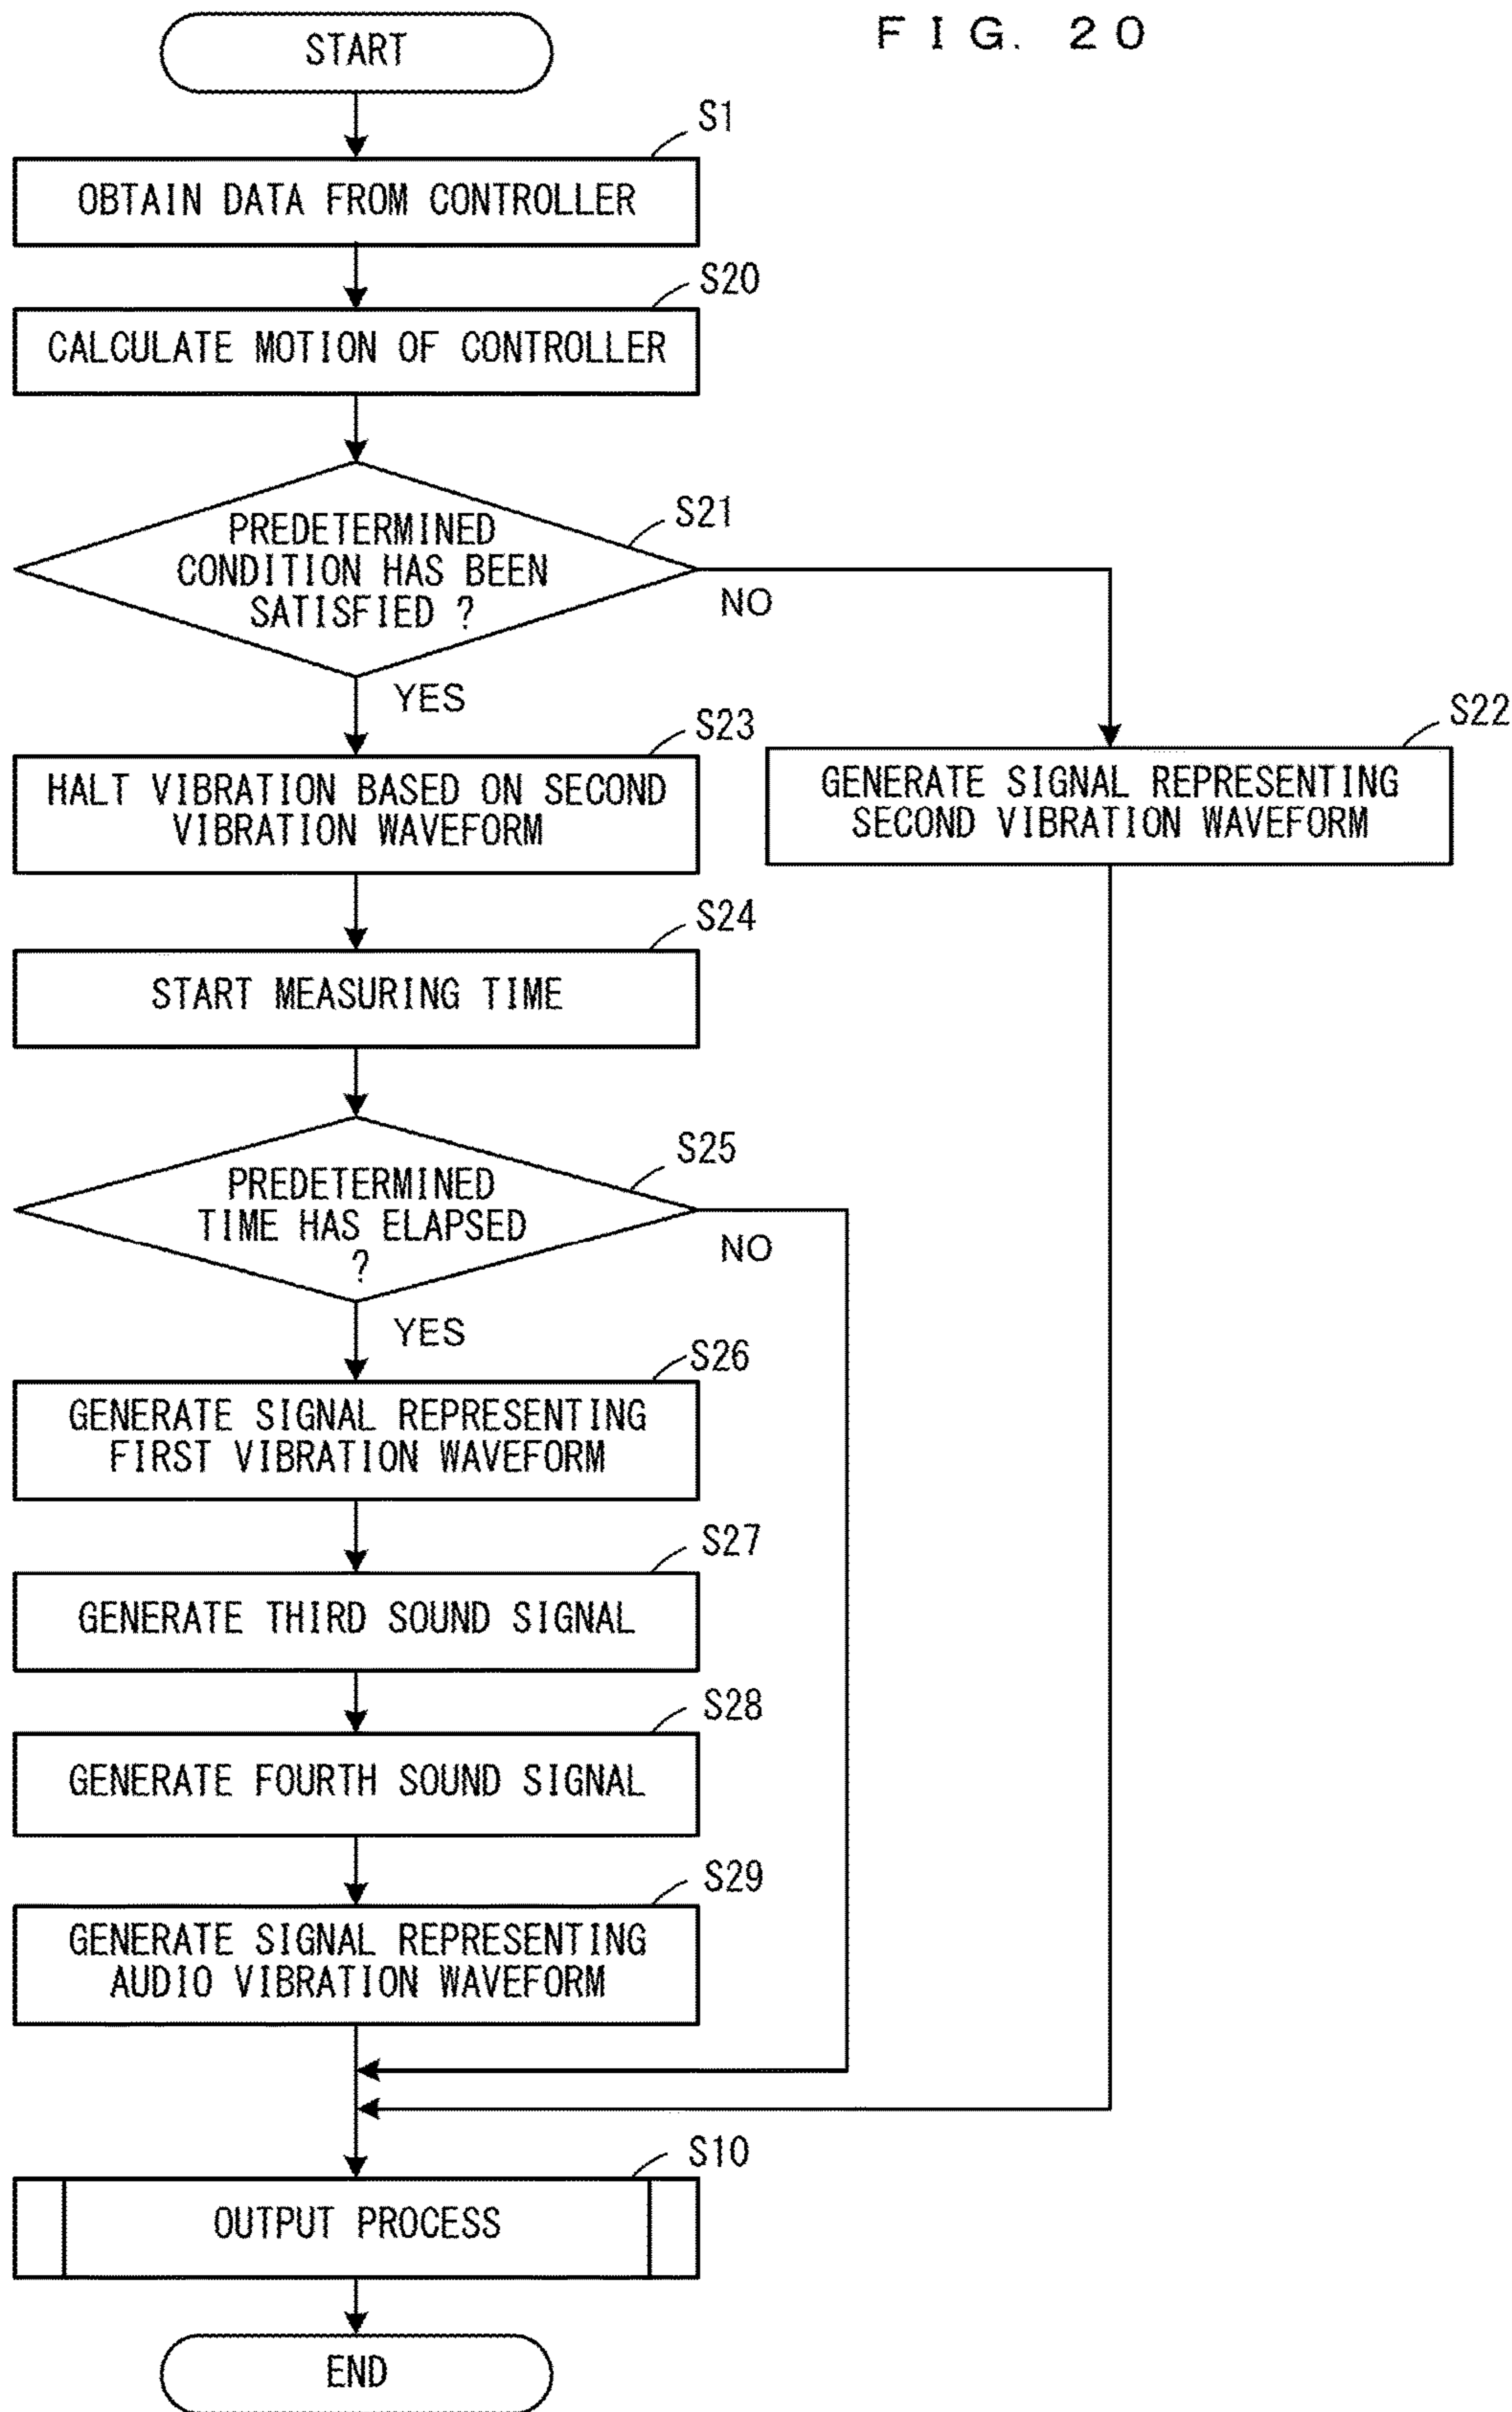 FIG. 20
START
S1
OBTAIN DATA FROM CONTROLLER
S20
CALCULATE MOTION OF CONTROLLER
S21
PREDETERMINED
CONDITION HAS BEEN
SATISFIED ?
NO
YES
S23
HALT VIBRATION BASED ON SECOND
VIBRATION WAVEFORM
S22
GENERATE SIGNAL REPRESENTING
SECOND VIBRATION WAVEFORM
S24
START MEASURING TIME
S25
PREDETERMINED
TIME HAS ELAPSED
?
NO
YES
S26
GENERATE SIGNAL REPRESENTING
FIRST VIBRATION WAVEFORM
S27
GENERATE THIRD SOUND SIGNAL
S28
GENERATE FOURTH SOUND SIGNAL
S29
GENERATE SIGNAL REPRESENTING
AUDIO VIBRATION WAVEFORM
S10
OUTPUT PROCESS
END